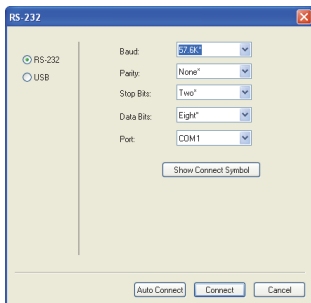 RS-232
RS-232
USB
Baud: 57.6K*
Parity: None*
Stop Bits: Two*
Data Bits: Eight*
Port: COM1
Show Connect Symbol
Auto Connect Connect Cancel